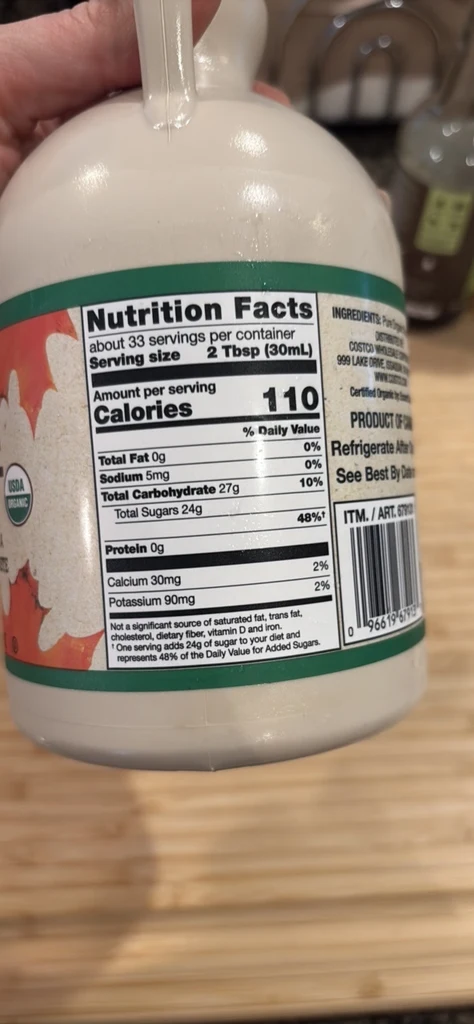 Nutrition Facts
about 33 servings per container
Serving size 2 Tbsp (30mL)
Amount per serving
Calories 110
% Daily Value
Total Fat 0g 0%
Sodium 5mg 0%
Total Carbohydrate 27g 10%
Total Sugars 24g 48%†
Protein 0g
Calcium 30mg 2%
Potassium 90mg 2%
Not a significant source of saturated fat, trans fat,
cholesterol, dietary fiber, vitamin D and iron.
† One serving adds 24g of sugar to your diet and
represents 48% of the Daily Value for Added Sugars.
INGREDIENTS: Pure
DISTRIBUTED
COSTCO WHOLESALE
999 LAKE DRIVE,
Certified Organic by
PRODUCT OF
Refrigerate After
See Best By
ITM. / ART.
USDA
ORGANIC